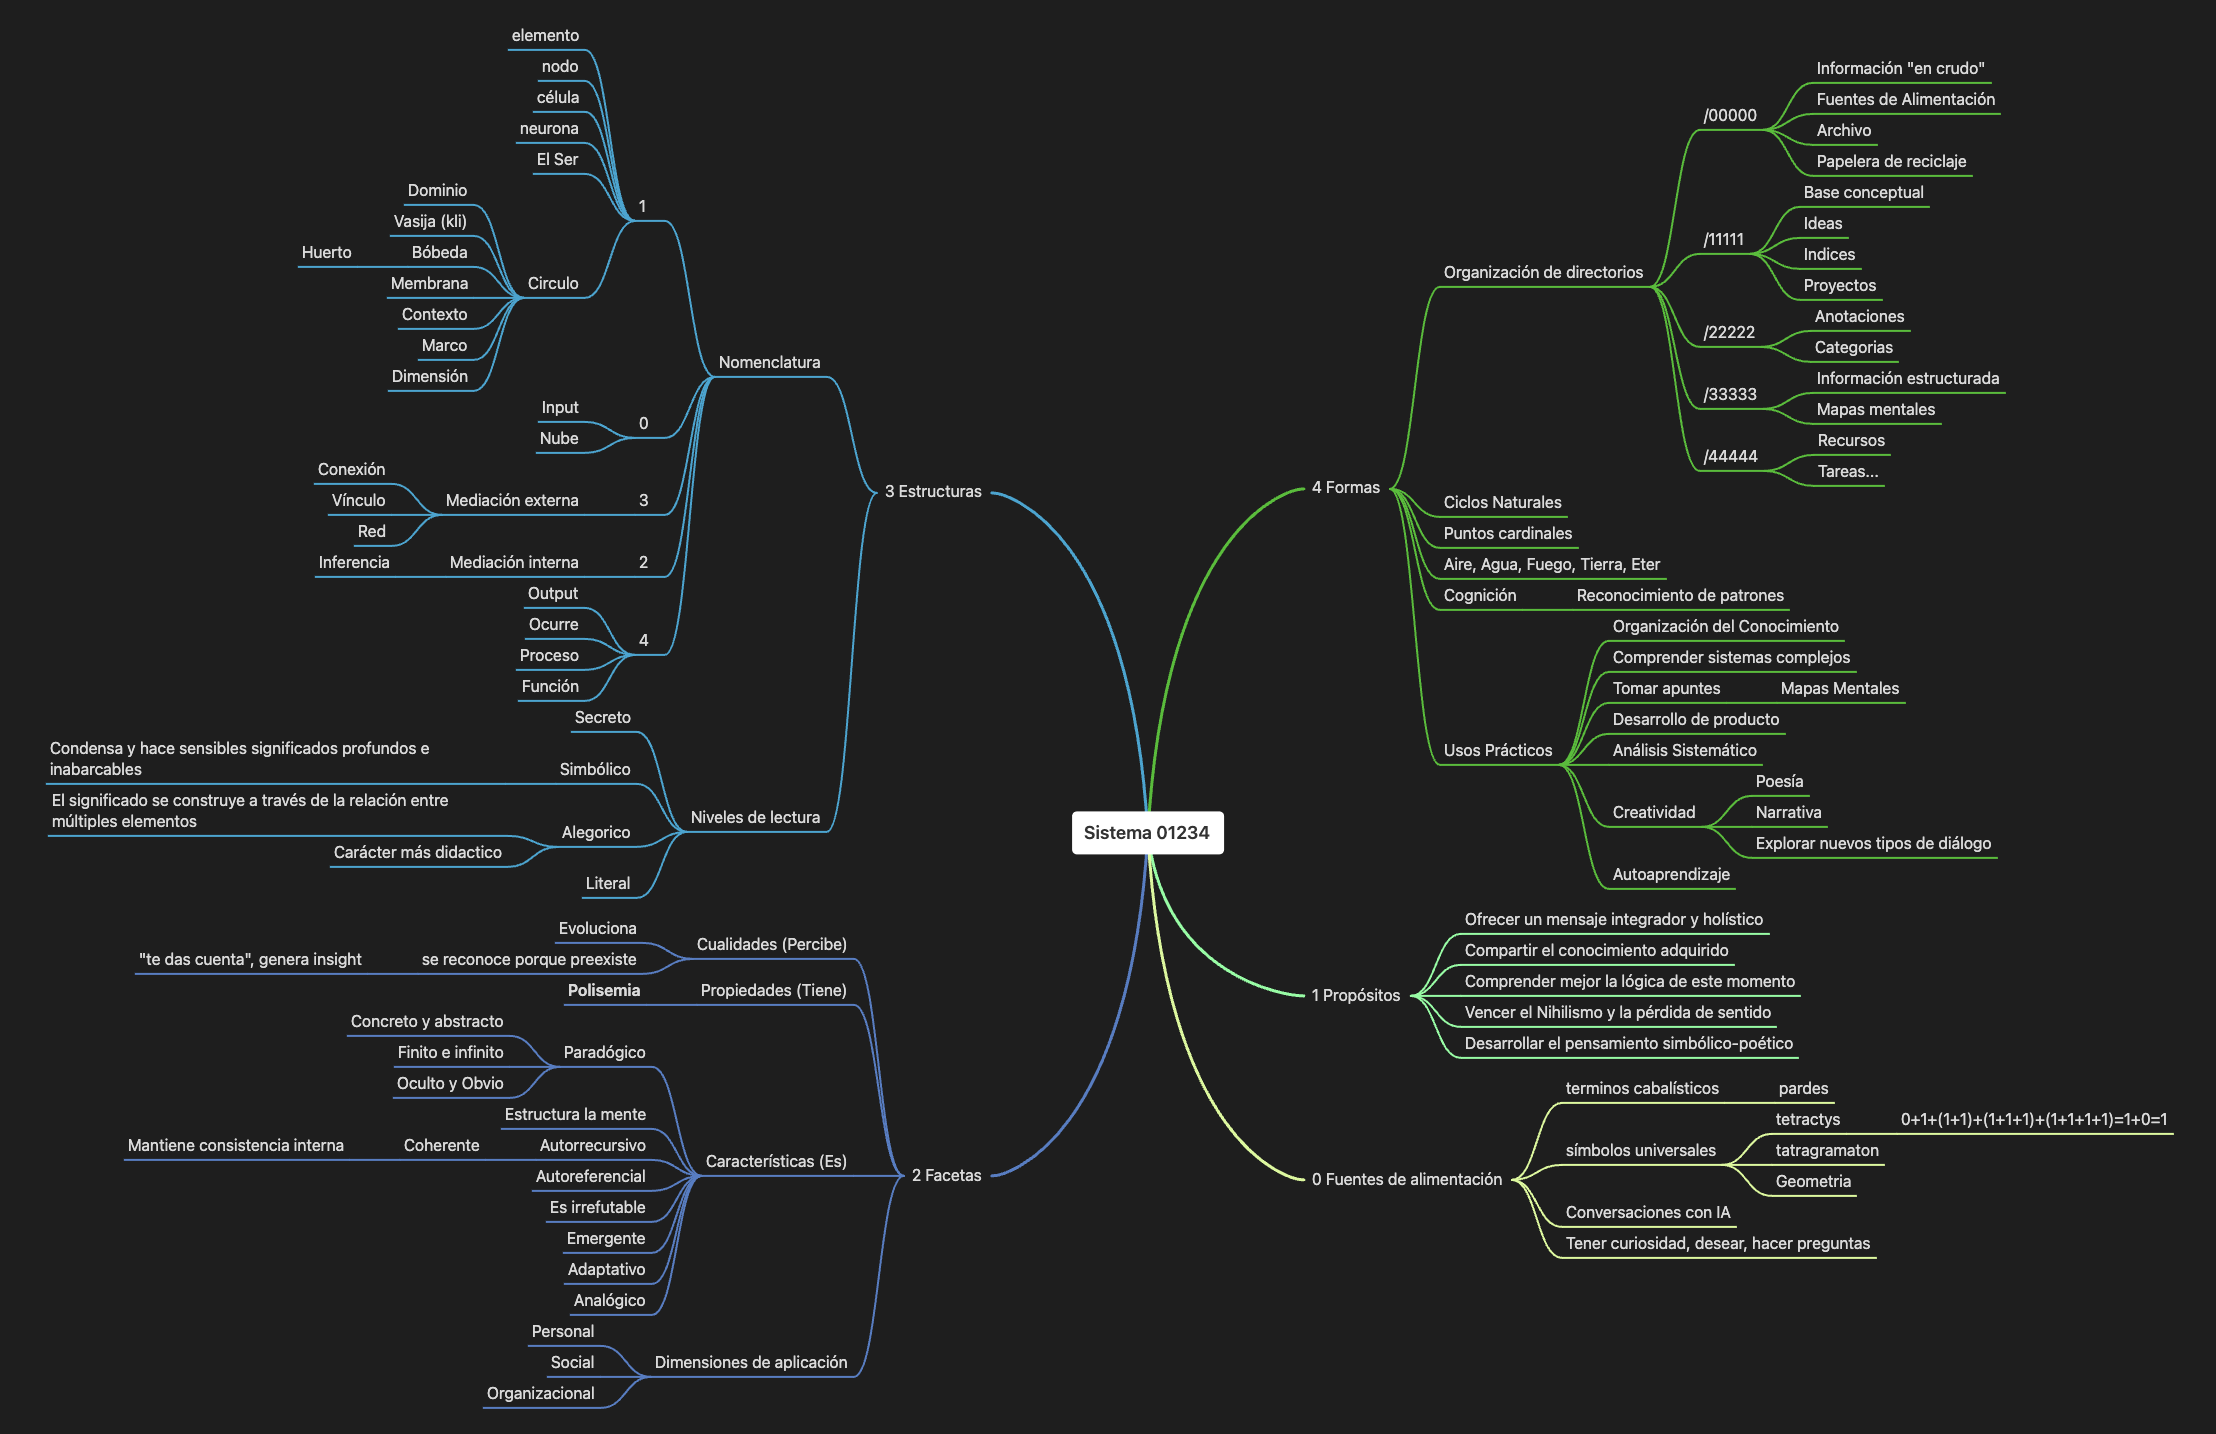 Sistema 01234
4 Formas
Organización de directorios
/00000
Información "en crudo"
Fuentes de Alimentación
Archivo
Papelera de reciclaje
/11111
Base conceptual
Ideas
Indices
Proyectos
/22222
Anotaciones
Categorias
/33333
Información estructurada
Mapas mentales
/44444
Recursos
Tareas...
Ciclos Naturales
Puntos cardinales
Aire, Agua, Fuego, Tierra, Eter
Cognición
Reconocimiento de patrones
Usos Prácticos
Organización del Conocimiento
Comprender sistemas complejos
Tomar apuntes
Mapas Mentales
Desarrollo de producto
Análisis Sistemático
Creatividad
Poesía
Narrativa
Explorar nuevos tipos de diálogo
Autoaprendizaje
1 Propósitos
Ofrecer un mensaje integrador y holístico
Compartir el conocimiento adquirido
Comprender mejor la lógica de este momento
Vencer el Nihilismo y la pérdida de sentido
Desarrollar el pensamiento simbólico-poético
0 Fuentes de alimentación
terminos cabalísticos
pardes
símbolos universales
tetractys
0+1+(1+1)+(1+1+1)+(1+1+1+1)=1+0=1
tatragramaton
Geometria
Conversaciones con IA
Tener curiosidad, desear, hacer preguntas
3 Estructuras
Nomenclatura
1
elemento
nodo
célula
neurona
El Ser
Circulo
Dominio
Vasija (kli)
Bóbeda
Huerto
Membrana
Contexto
Marco
Dimensión
0
Input
Nube
3
Mediación externa
Conexión
Vínculo
Red
2
Mediación interna
Inferencia
4
Output
Ocurre
Proceso
Función
Niveles de lectura
Secreto
Simbólico
Condensa y hace sensibles significados profundos e
inabarcables
Alegorico
El significado se construye a través de la relación entre
múltiples elementos
Carácter más didactico
Literal
2 Facetas
Cualidades (Percibe)
Evoluciona
se reconoce porque preexiste
"te das cuenta", genera insight
Propiedades (Tiene)
Polisemia
Características (Es)
Paradógico
Concreto y abstracto
Finito e infinito
Oculto y Obvio
Estructura la mente
Autorrecursivo
Coherente
Mantiene consistencia interna
Autoreferencial
Es irrefutable
Emergente
Adaptativo
Analógico
Dimensiones de aplicación
Personal
Social
Organizacional